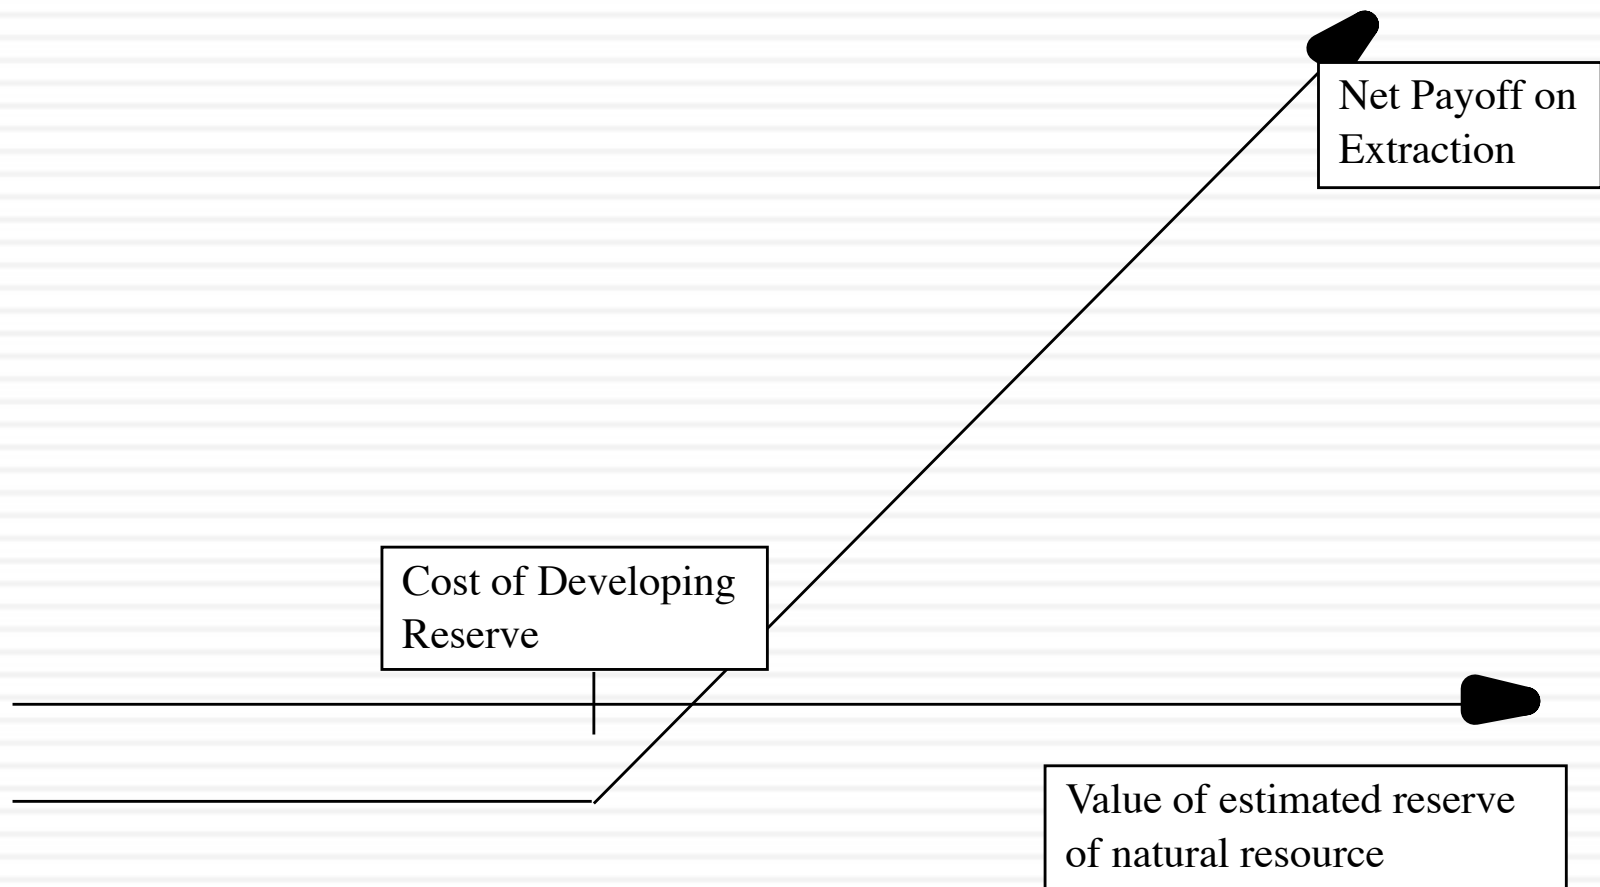 Net Payoff on
Extraction
Cost of Developing
Reserve
Value of estimated reserve
of natural resource